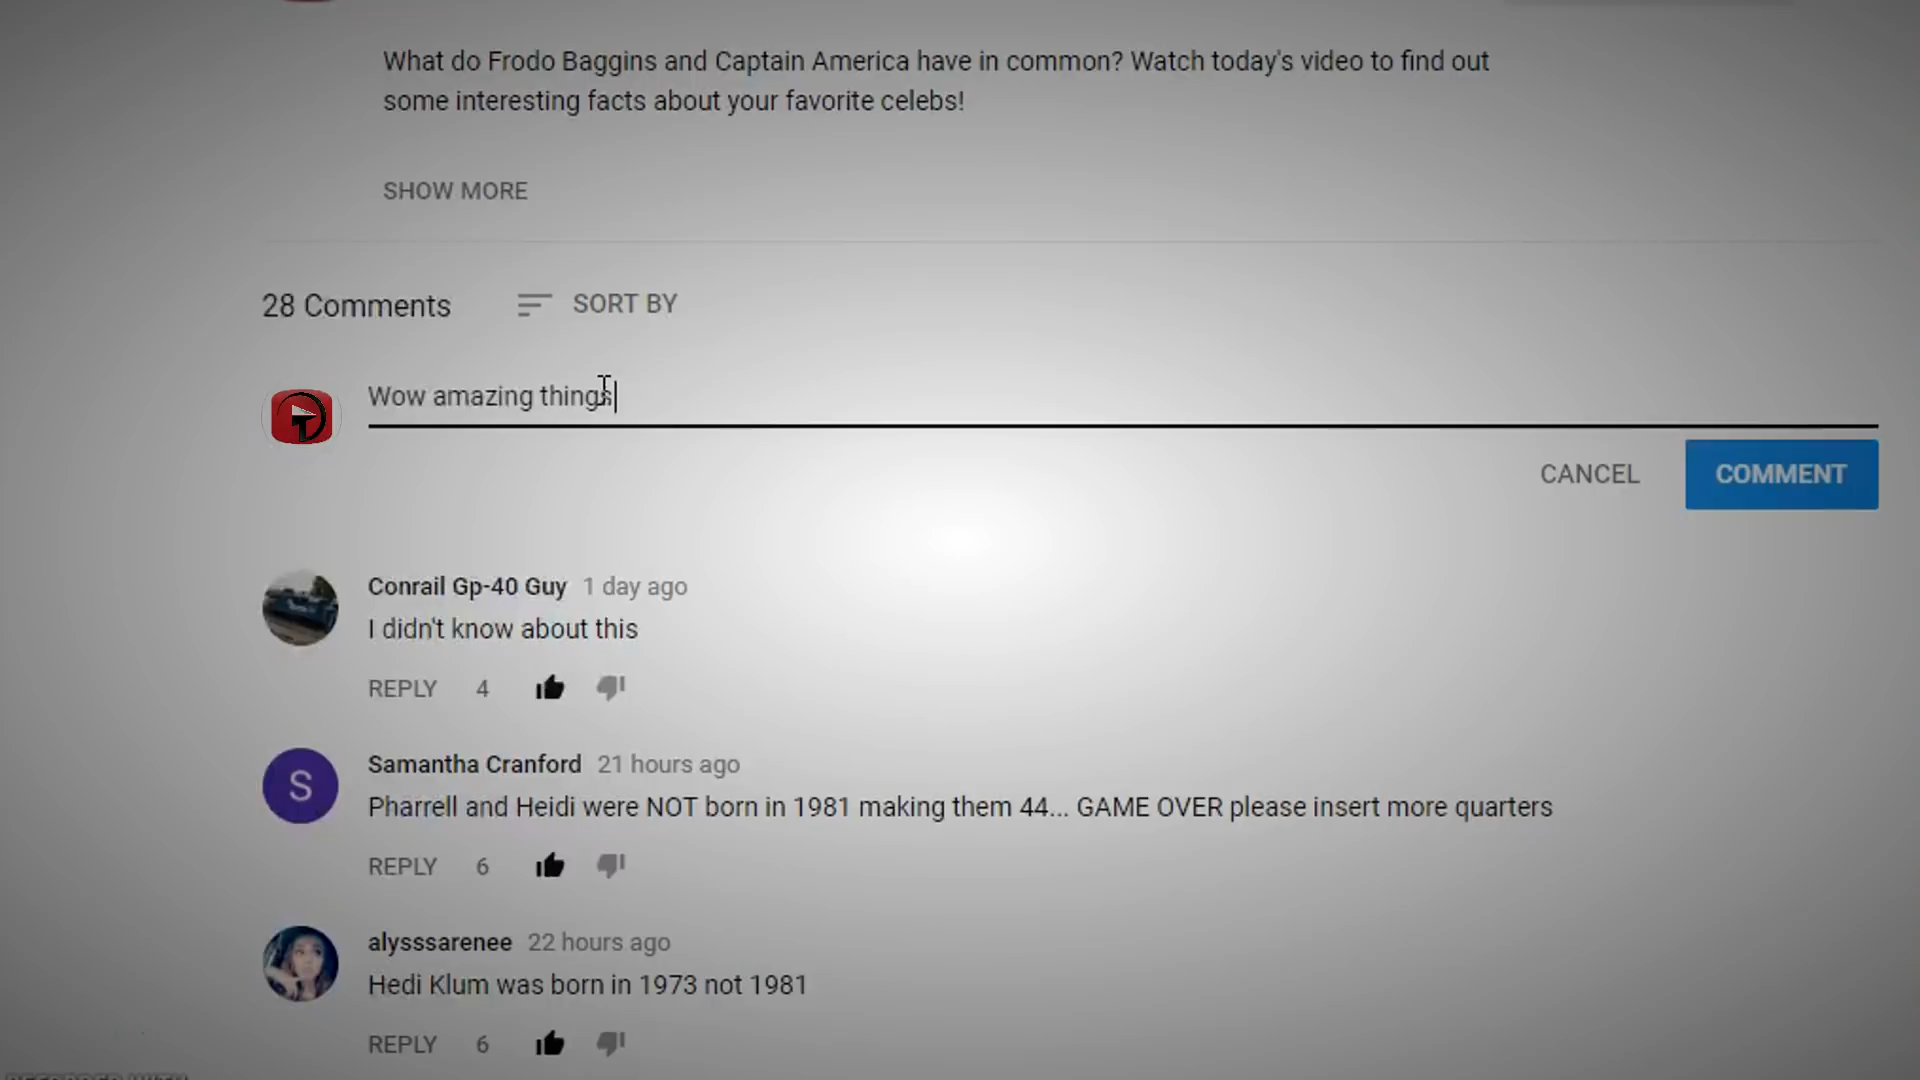 What do Frodo Baggins and Captain America have in common? Watch today's video to find out
some interesting facts about your favorite celebs!
SHOW MORE
28 Comments SORT BY
Wow amazing things
CANCEL COMMENT
Conrail Gp-40 Guy 1 day ago
I didn't know about this
REPLY 4
S
Samantha Cranford 21 hours ago
Pharrell and Heidi were NOT born in 1981 making them 44... GAME OVER please insert more quarters
REPLY 6
alysssarenee 22 hours ago
Hedi Klum was born in 1973 not 1981
REPLY 6